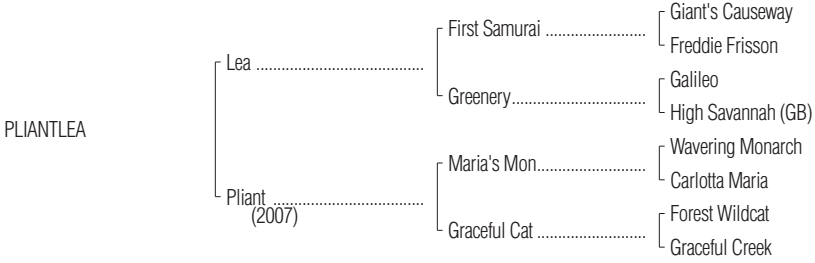 Giant's Causeway
First Samurai ........................
Freddie Frisson
Lea .......................................
Galileo
Greenery................................
High Savannah (GB)
PLIANTLEA
Wavering Monarch
Maria's Mon..........................
Carlotta Maria
Pliant ....................................
(2007)
Forest Wildcat
Graceful Cat ..........................
Graceful Creek